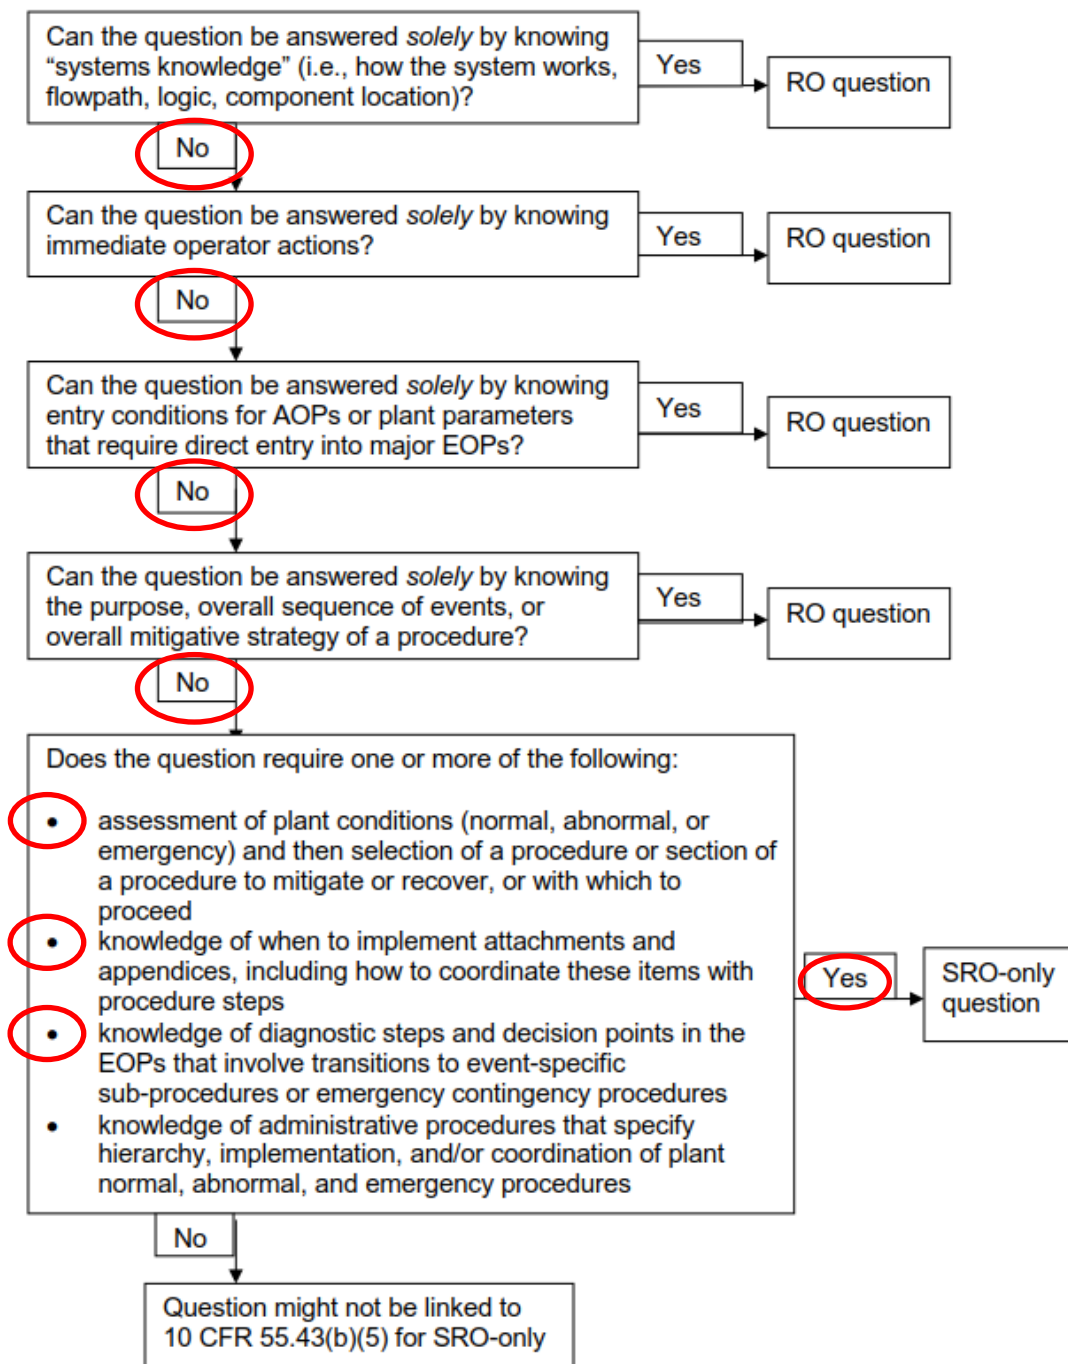 Can the question be answered solely by knowing
“systems knowledge” (i.e., how the system works,
flowpath, logic, component location)?
Yes
RO question
No
Can the question be answered solely by knowing
immediate operator actions?
Yes
RO question
No
Can the question be answered solely by knowing
entry conditions for AOPs or plant parameters
that require direct entry into major EOPs?
Yes
RO question
No
Can the question be answered solely by knowing
the purpose, overall sequence of events, or
overall mitigative strategy of a procedure?
Yes
RO question
No
Does the question require one or more of the following:
• assessment of plant conditions (normal, abnormal, or
emergency) and then selection of a procedure or section of
a procedure to mitigate or recover, or with which to
proceed
• knowledge of when to implement attachments and
appendices, including how to coordinate these items with
procedure steps
• knowledge of diagnostic steps and decision points in the
EOPs that involve transitions to event-specific
sub-procedures or emergency contingency procedures
• knowledge of administrative procedures that specify
hierarchy, implementation, and/or coordination of plant
normal, abnormal, and emergency procedures
Yes
SRO-only
question
No
Question might not be linked to
10 CFR 55.43(b)(5) for SRO-only